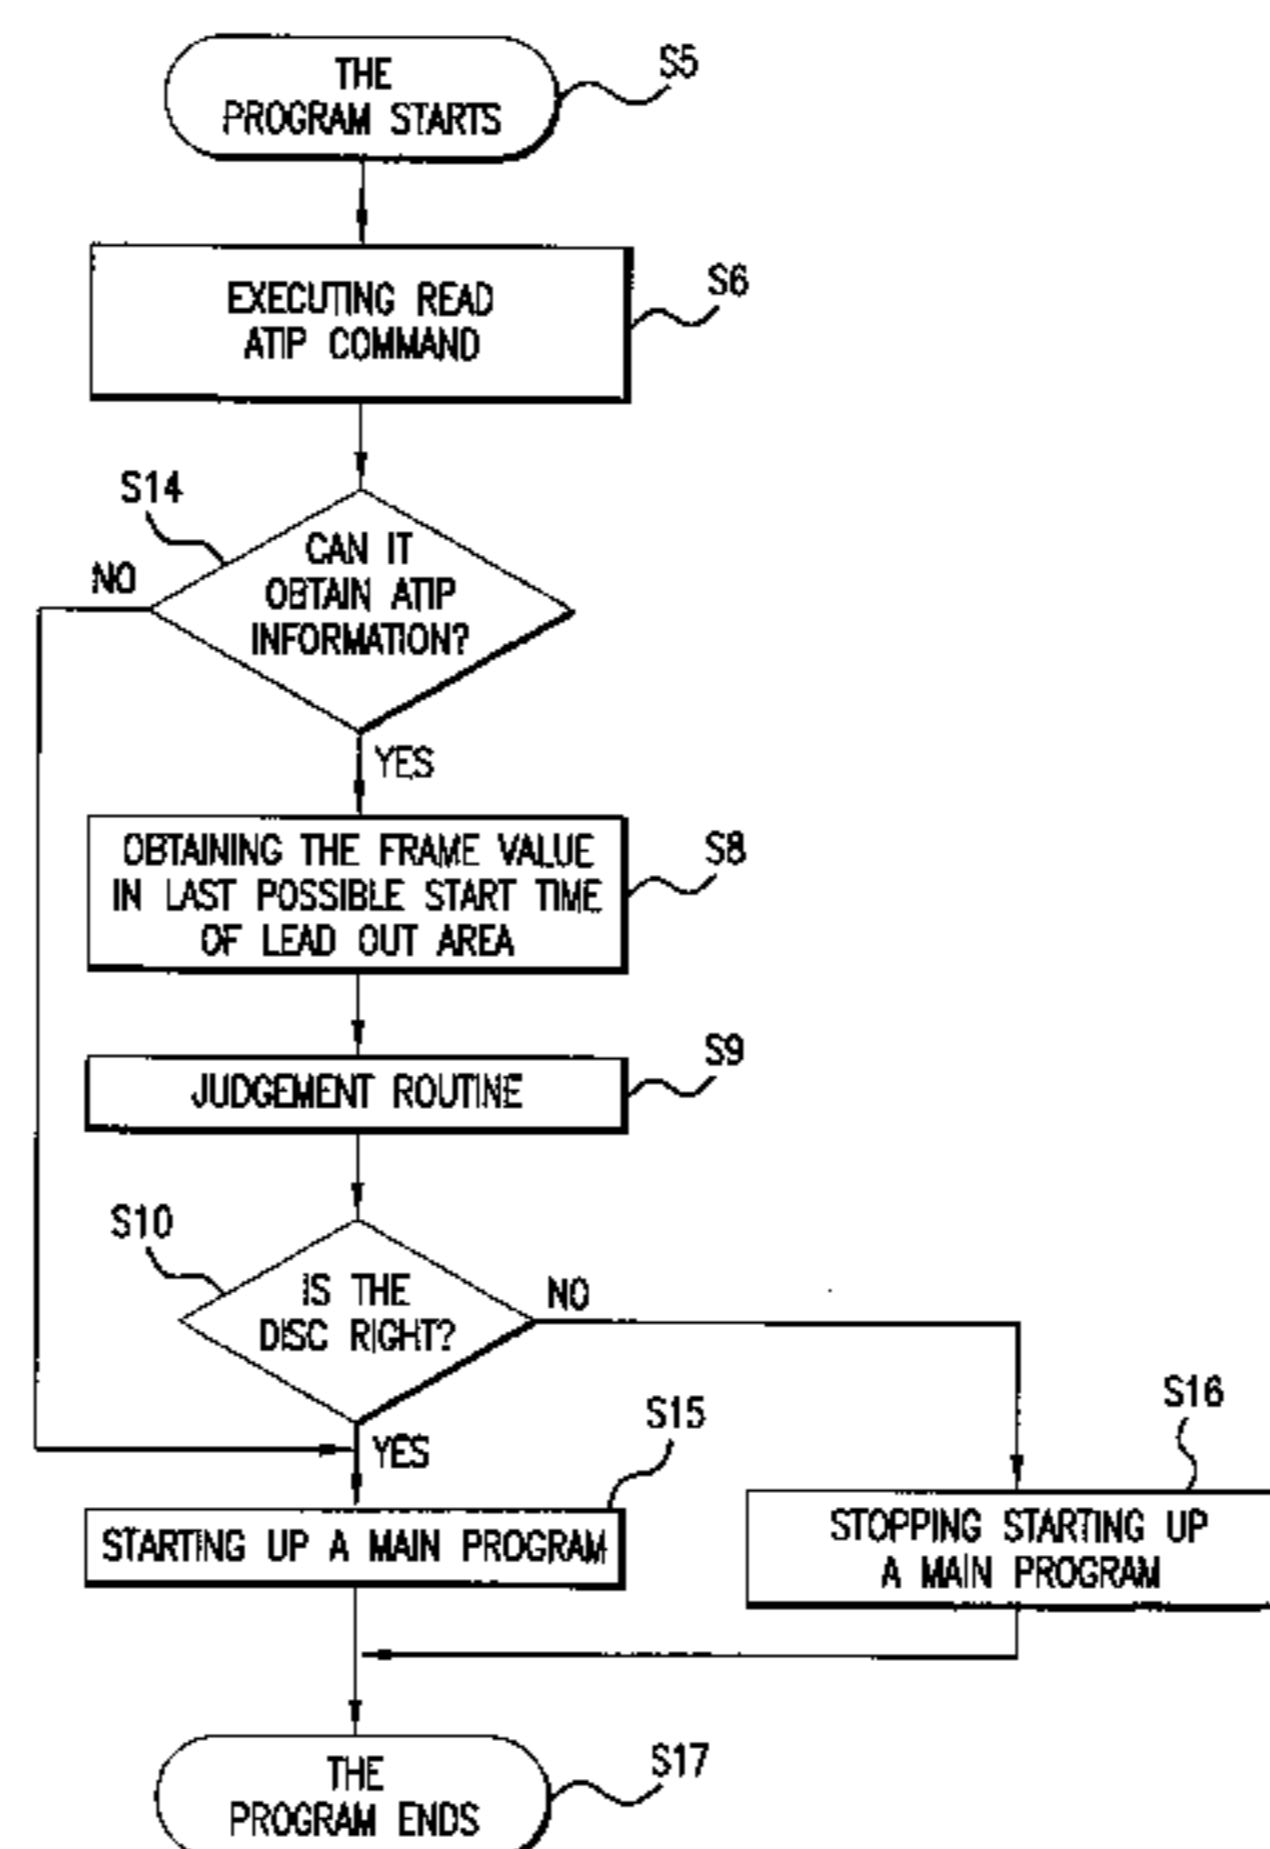 THE
PROGRAM STARTS
S5
EXECUTING READ
ATIP COMMAND
S6
S14
CAN IT
OBTAIN ATIP
INFORMATION?
NO
YES
OBTAINING THE FRAME VALUE
IN LAST POSSIBLE START TIME
OF LEAD OUT AREA
S8
JUDGEMENT ROUTINE
S9
S10
IS THE
DISC RIGHT?
NO
YES
S15
STARTING UP A MAIN PROGRAM
S16
STOPPING STARTING UP
A MAIN PROGRAM
THE
PROGRAM ENDS
S17